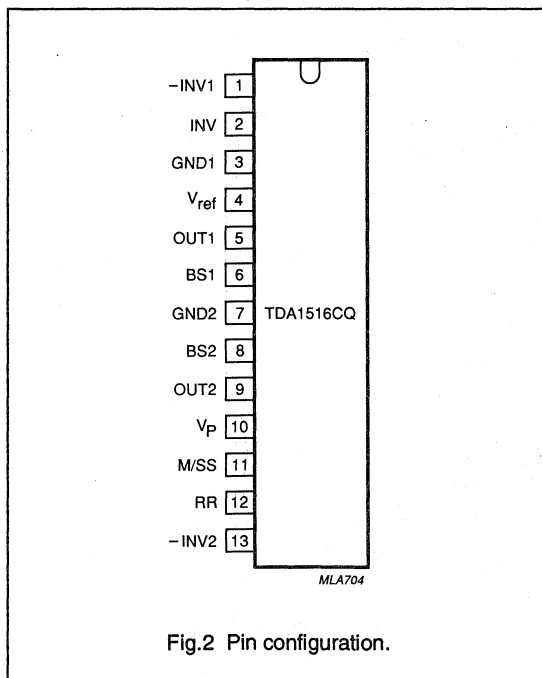 −INV1 1
INV 2
GND1 3
Vref 4
OUT1 5
BS1 6
GND2 7 TDA1516CQ
BS2 8
OUT2 9
VP 10
M/SS 11
RR 12
−INV2 13
MLA704
Fig.2 Pin configuration.